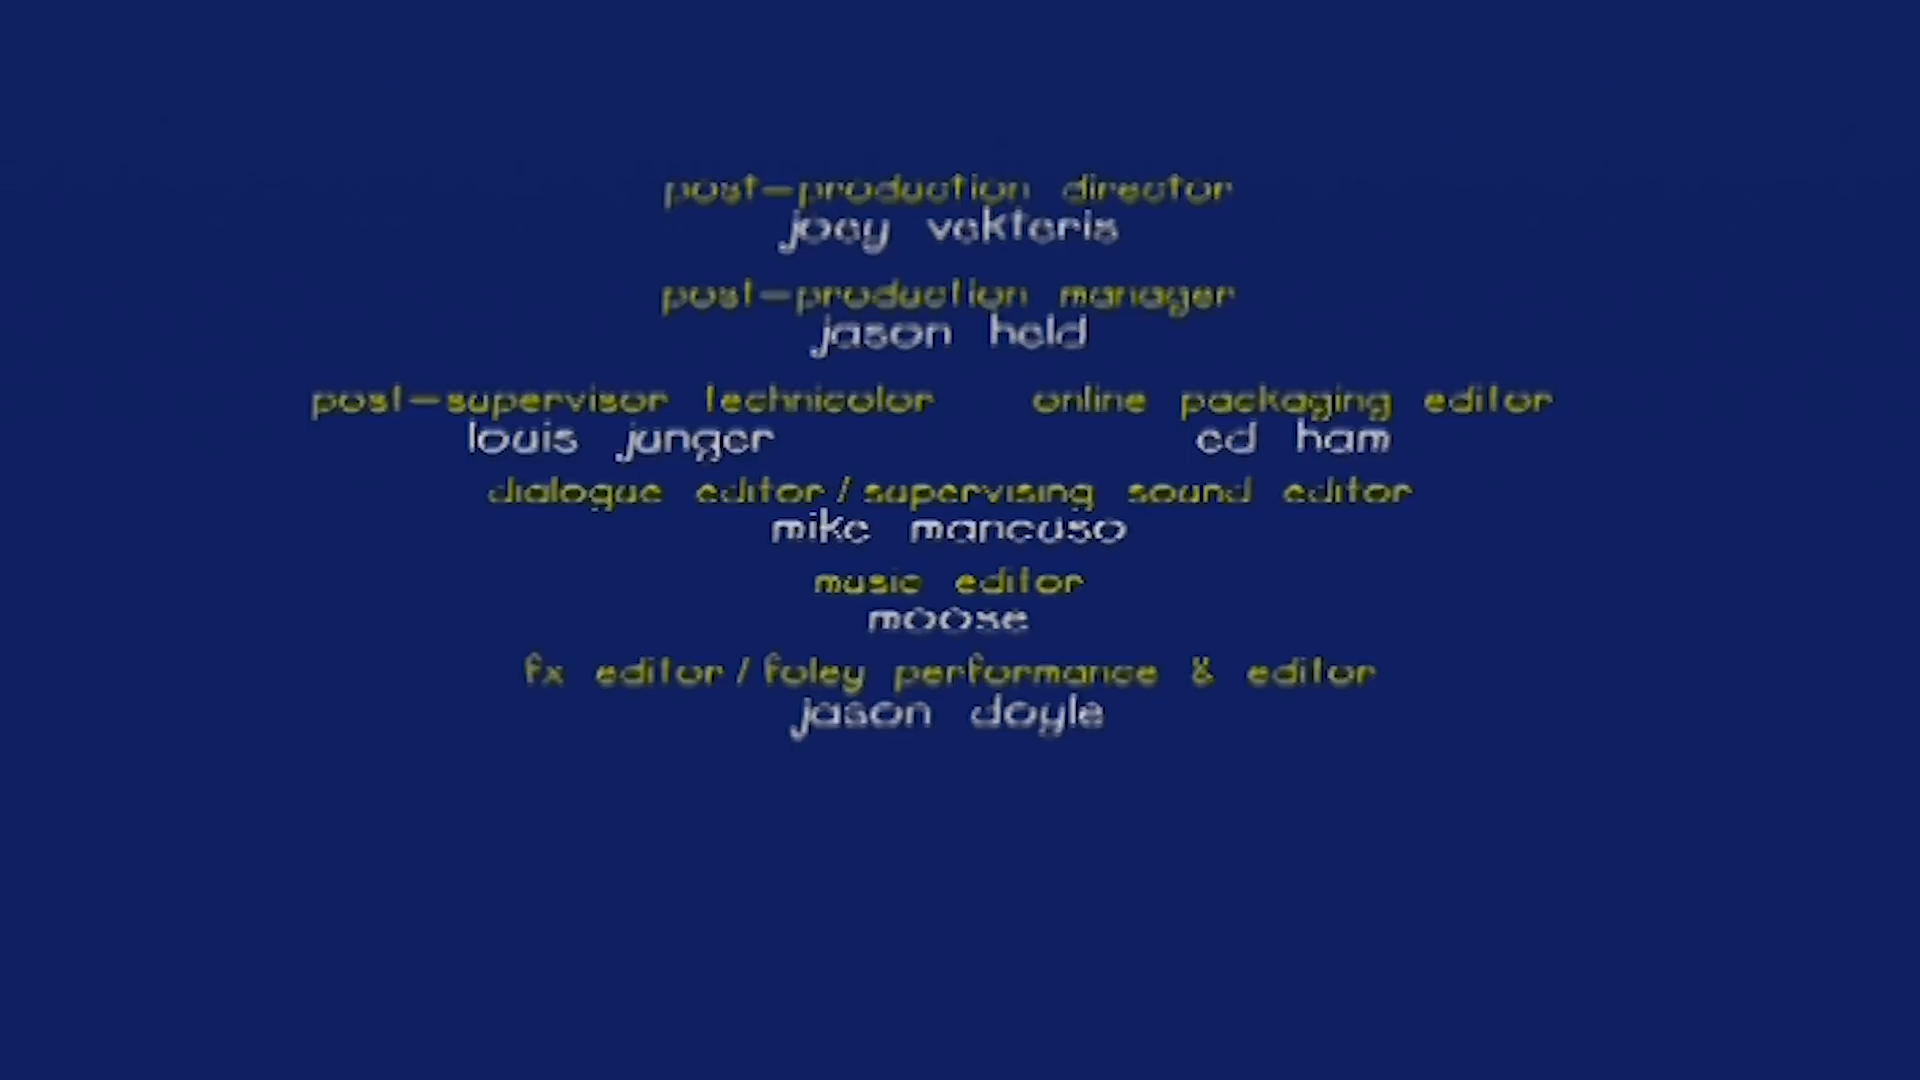 post-production director
joey vekteris
post-production manager
jason held
post-supervisor technicolor online packaging editor
louis junger ed ham
dialogue editor/supervising sound editor
mike mancuso
music editor
moose
fx editor/foley performance & editor
jason doyle